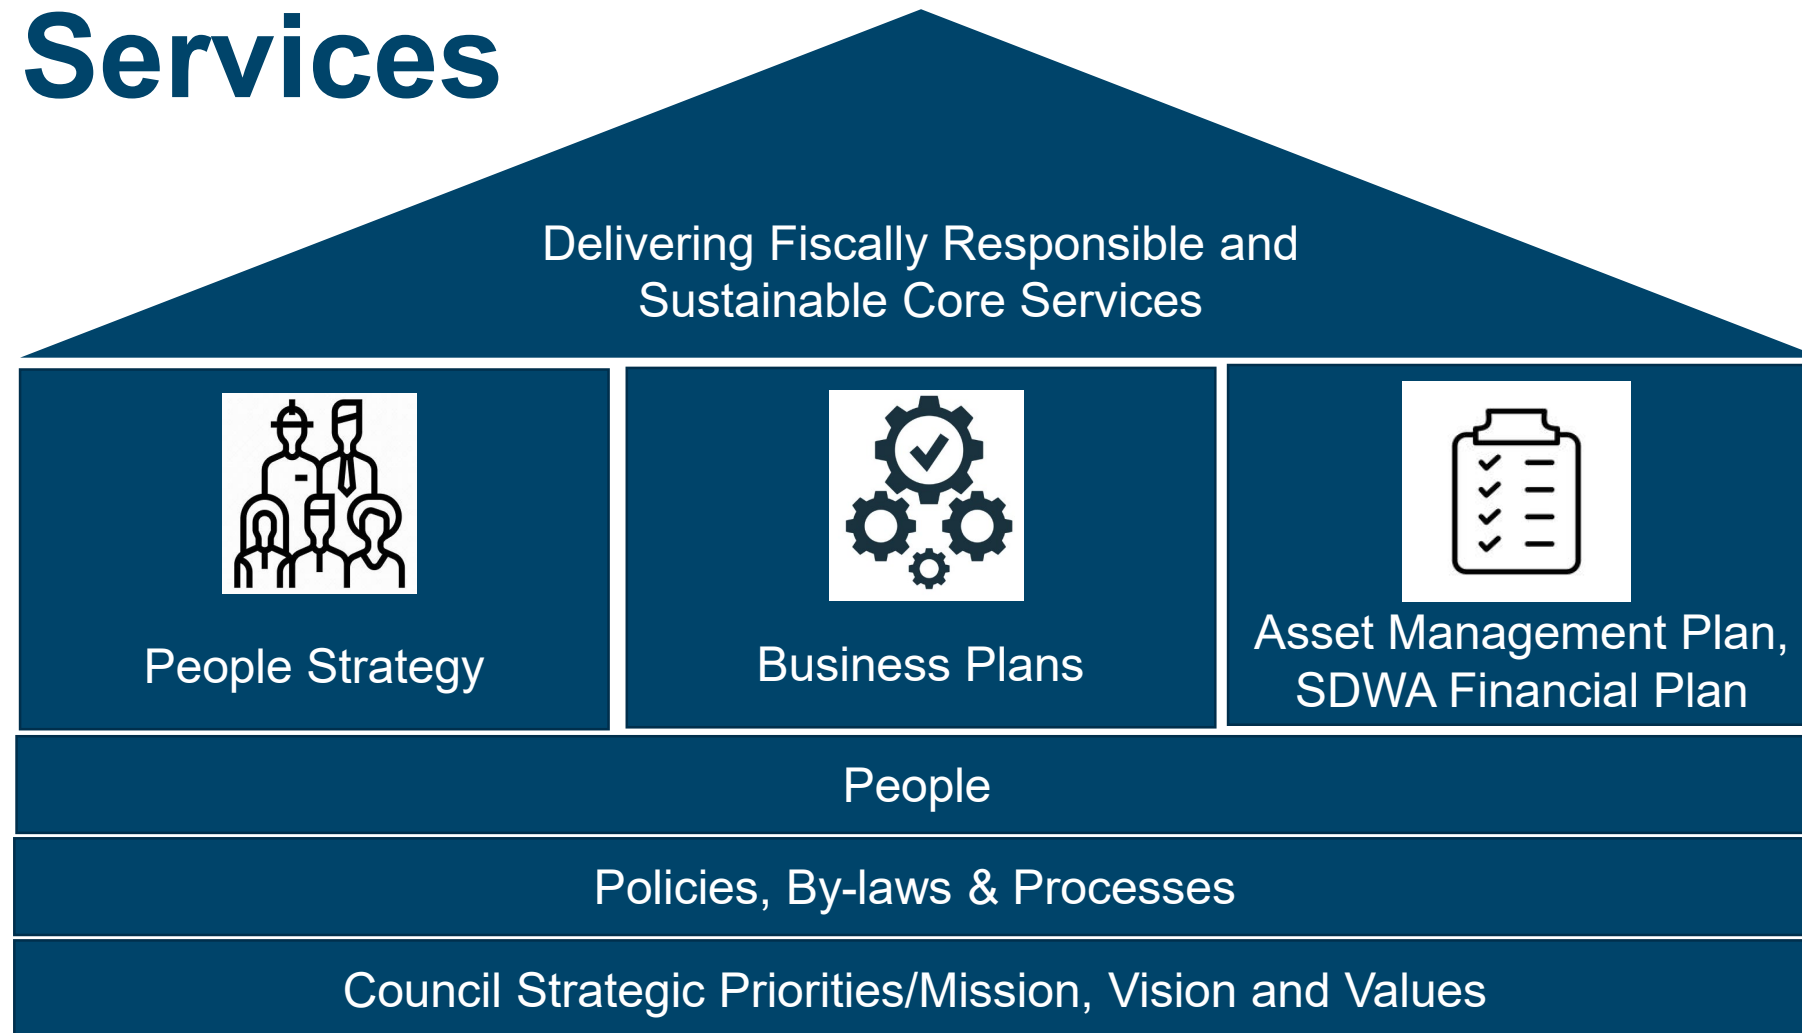 Services
Delivering Fiscally Responsible and
Sustainable Core Services
People Strategy
Business Plans
Asset Management Plan,
SDWA Financial Plan
People
Policies, By-laws & Processes
Council Strategic Priorities/Mission, Vision and Values